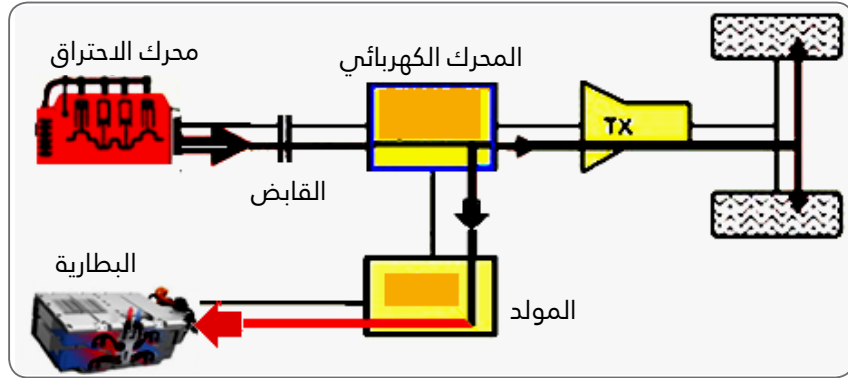 محرك الاحتراق
المحرك الكهربائي
TX
القابض
البطارية
المولد